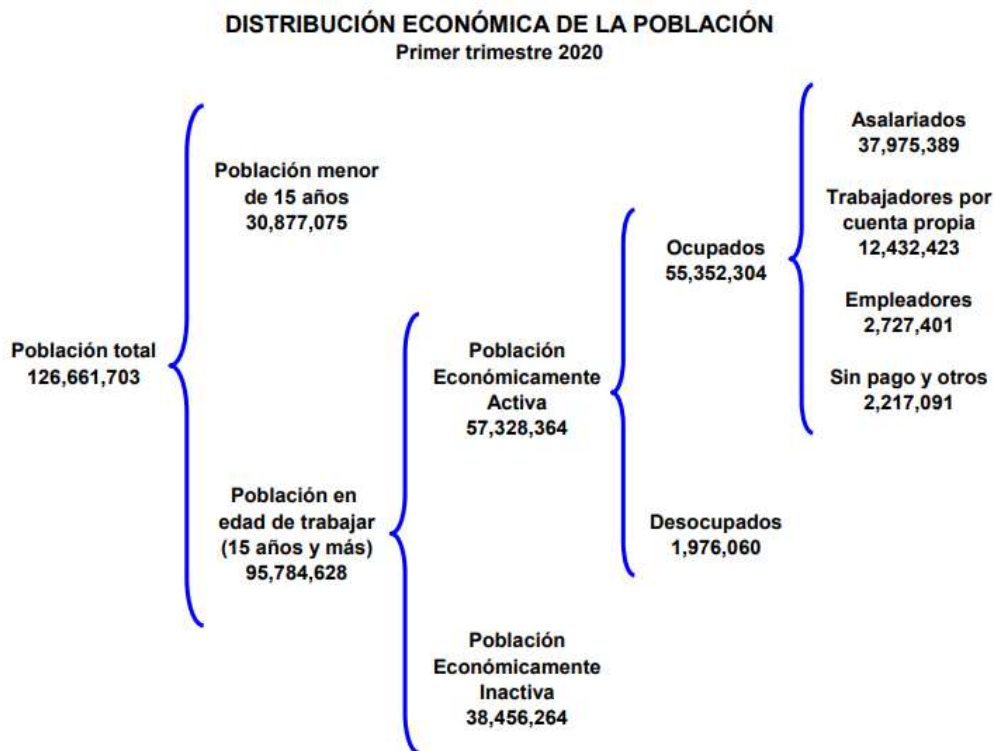 DISTRIBUCIÓN ECONÓMICA DE LA POBLACIÓN
Primer trimestre 2020
Población total
126,661,703
Población menor
de 15 años
30,877,075
Población en
edad de trabajar
(15 años y más)
95,784,628
Población
Económicamente
Activa
57,328,364
Población
Económicamente
Inactiva
38,456,264
Ocupados
55,352,304
Desocupados
1,976,060
Asalariados
37,975,389
Trabajadores por
cuenta propia
12,432,423
Empleadores
2,727,401
Sin pago y otros
2,217,091